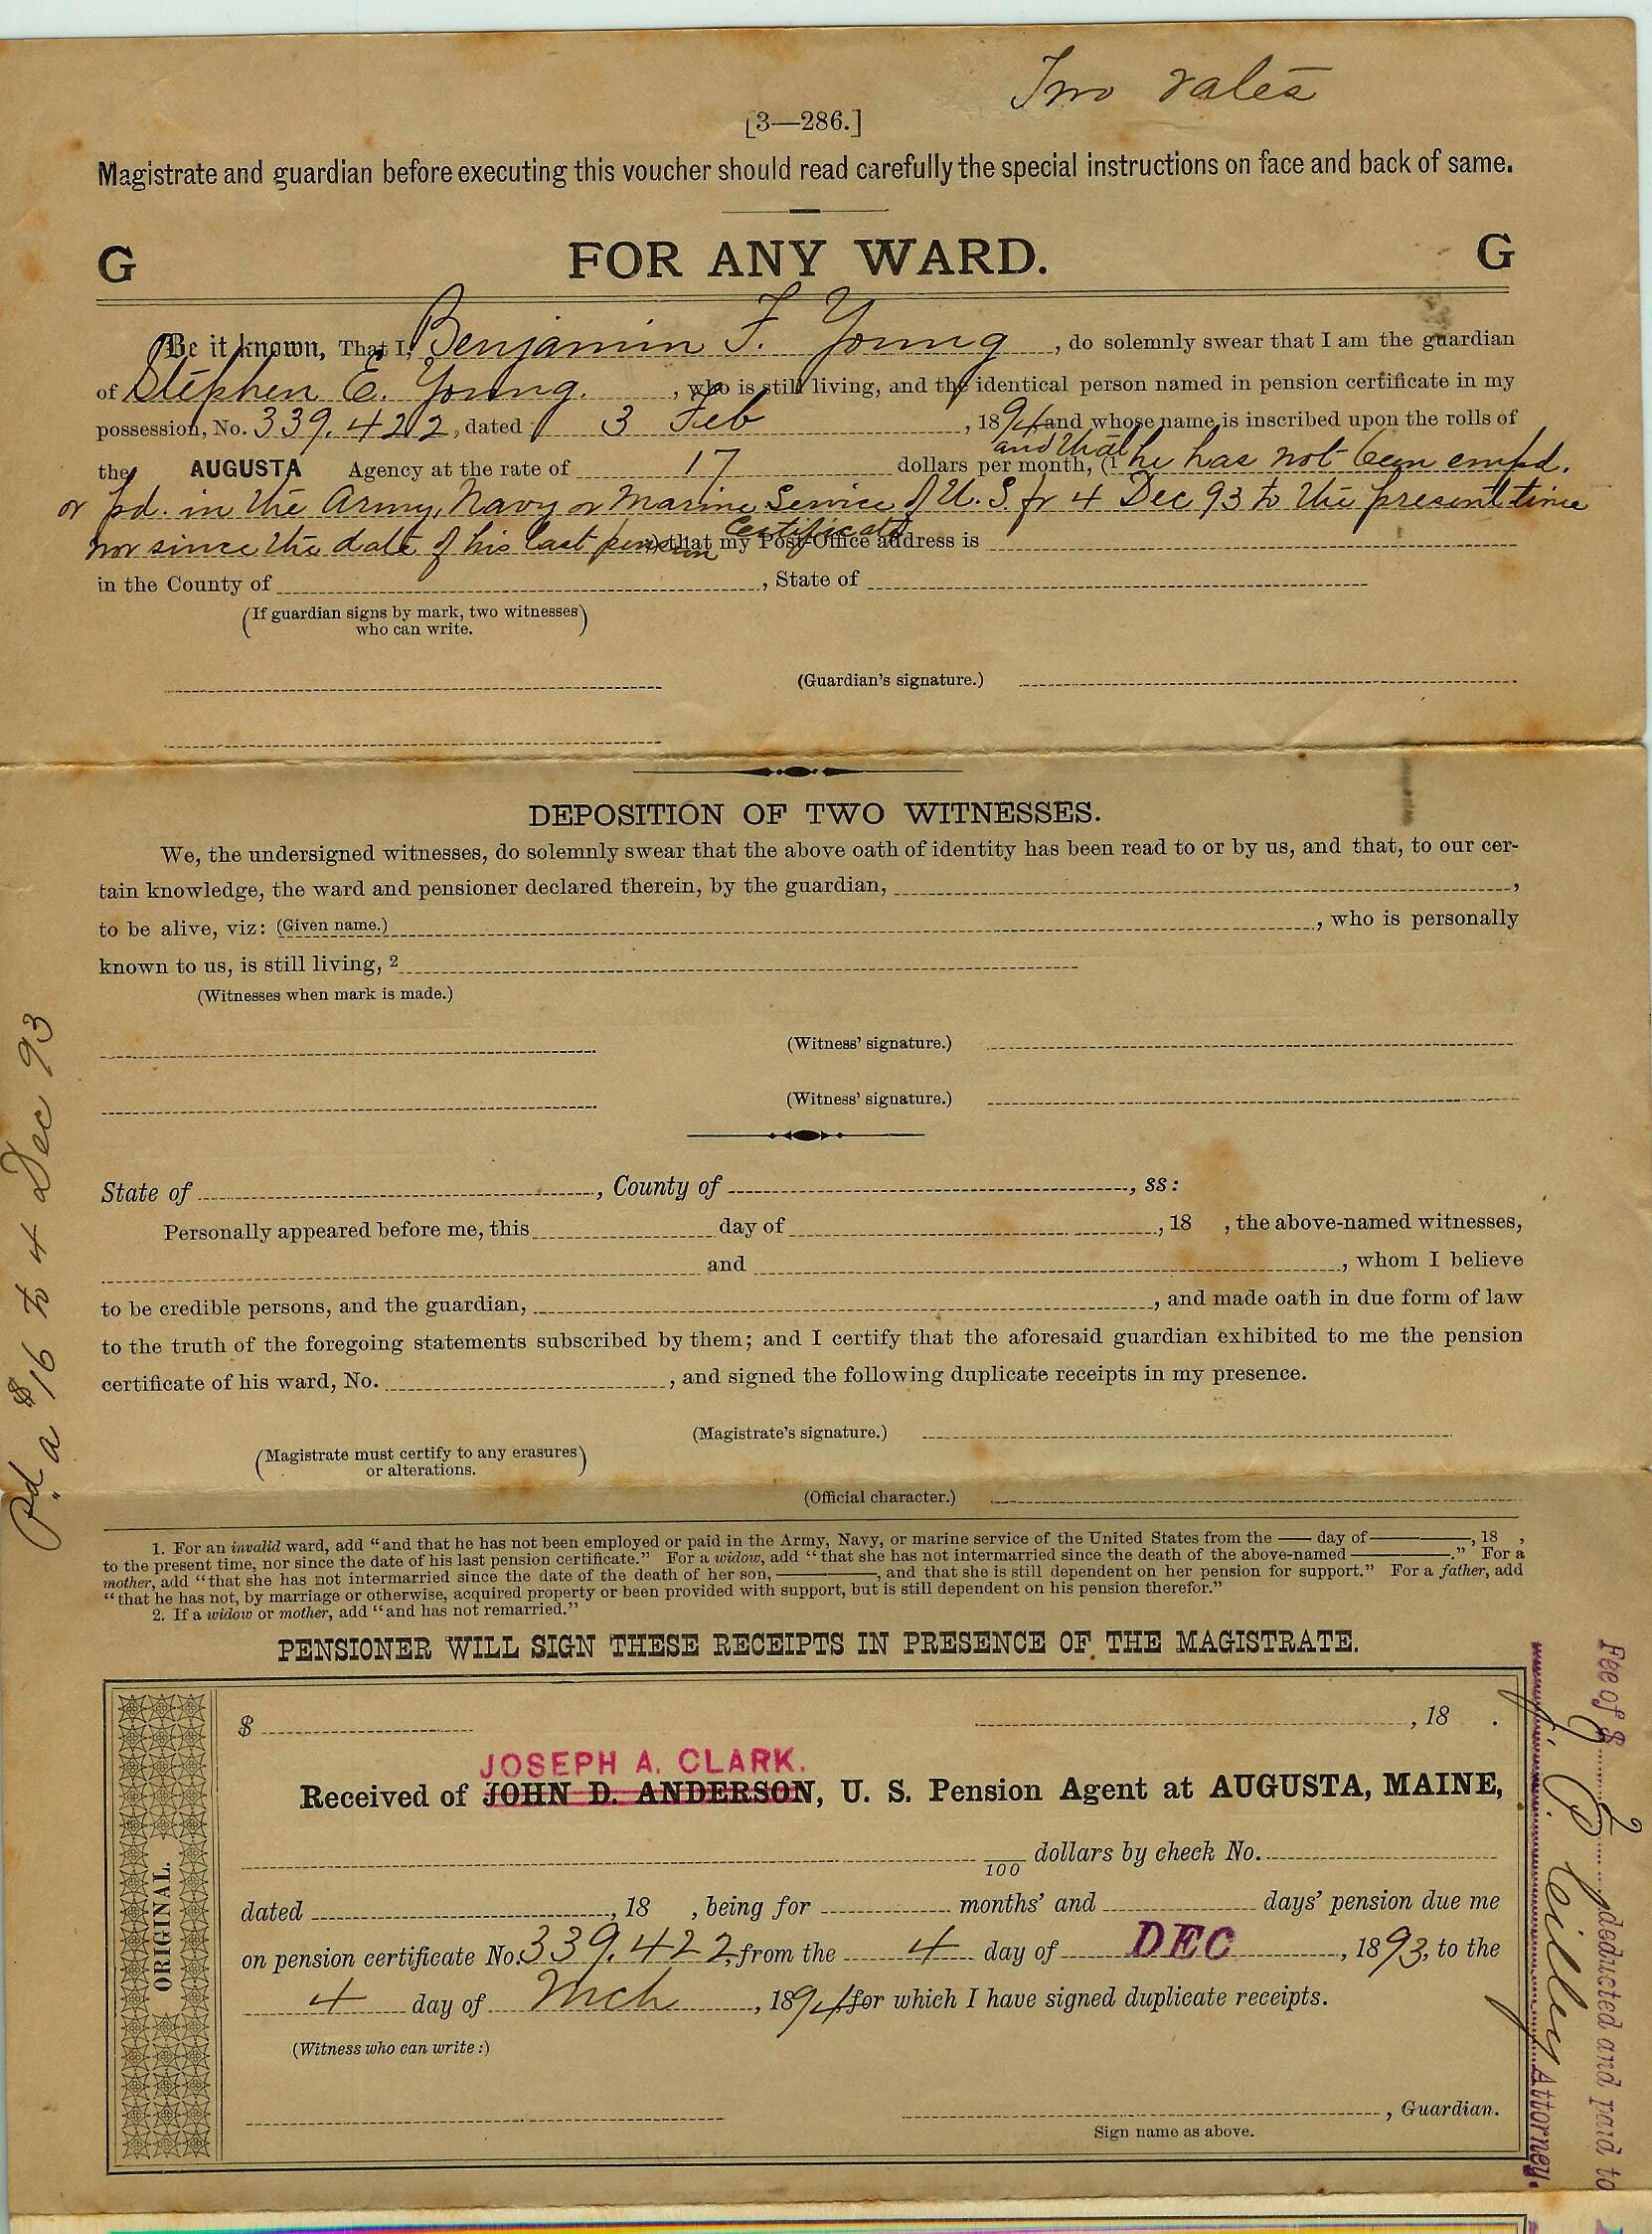 Two rates
[3—286.]
Magistrate and guardian before executing this voucher should read carefully the special instructions on face and back of same.
G FOR ANY WARD. G
Be it known, That I, Benjamin F. Young, do solemnly swear that I am the guardian
of Stephen E. Young., who is still living, and the identical person named in pension certificate in my
possession, No. 339.422, dated 3 Feb, 1894 and whose name is inscribed upon the rolls of
the AUGUSTA Agency at the rate of 17 dollars per month, (1 and that he has not been empd.
or pd. in the Army, Navy or Marine Service of U. S. fr 4 Dec 93 to the present time
nor since the date of his last pension Certificate) that my Post-Office address is
in the County of , State of
(If guardian signs by mark, two witnesses
who can write.)
(Guardian's signature.)
DEPOSITION OF TWO WITNESSES.
We, the undersigned witnesses, do solemnly swear that the above oath of identity has been read to or by us, and that, to our cer-
tain knowledge, the ward and pensioner declared therein, by the guardian, ,
to be alive, viz: (Given name.) , who is personally
known to us, is still living, 2
(Witnesses when mark is made.)
(Witness' signature.)
(Witness' signature.)
State of , County of , ss:
Personally appeared before me, this day of , 18 , the above-named witnesses,
and , whom I believe
to be credible persons, and the guardian, , and made oath in due form of law
to the truth of the foregoing statements subscribed by them; and I certify that the aforesaid guardian exhibited to me the pension
certificate of his ward, No. , and signed the following duplicate receipts in my presence.
(Magistrate's signature.)
(Magistrate must certify to any erasures
or alterations.)
(Official character.)
Pd a $16 to 4 Dec 93
1. For an invalid ward, add "and that he has not been employed or paid in the Army, Navy, or marine service of the United States from the —— day of ————, 18 ,
to the present time, nor since the date of his last pension certificate." For a widow, add "that she has not intermarried since the death of the above-named ————." For a
mother, add "that she has not intermarried since the date of the death of her son, ————, and that she is still dependent on her pension for support." For a father, add
"that he has not, by marriage or otherwise, acquired property or been provided with support, but is still dependent on his pension therefor."
2. If a widow or mother, add "and has not remarried."
PENSIONER WILL SIGN THESE RECEIPTS IN PRESENCE OF THE MAGISTRATE.
ORIGINAL.
$ , 18 .
JOSEPH A. CLARK.
Received of JOHN D. ANDERSON, U. S. Pension Agent at AUGUSTA, MAINE,
/100 dollars by check No.
dated , 18 , being for months' and days' pension due me
on pension certificate No. 339.422, from the 4 day of DEC, 1893, to the
4 day of Mch, 1894 for which I have signed duplicate receipts.
(Witness who can write:)
, Guardian.
Sign name as above.
Fee of $ 2 deducted and paid to
Attorney.